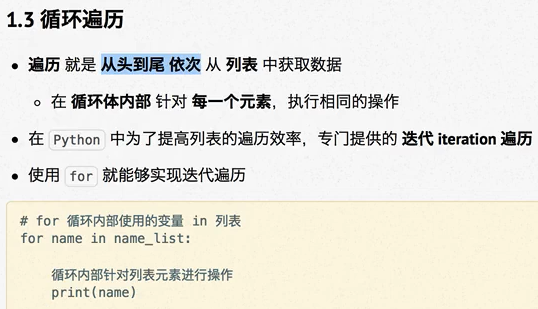 1.3 循环遍历
遍历 就是 从头到尾 依次 从 列表 中获取数据
在 循环体内部 针对 每一个元素，执行相同的操作
在 Python 中为了提高列表的遍历效率，专门提供的 迭代 iteration 遍历
使用 for 就能够实现迭代遍历
# for 循环内部使用的变量 in 列表
for name in name_list:
    循环内部针对列表元素进行操作
    print(name)